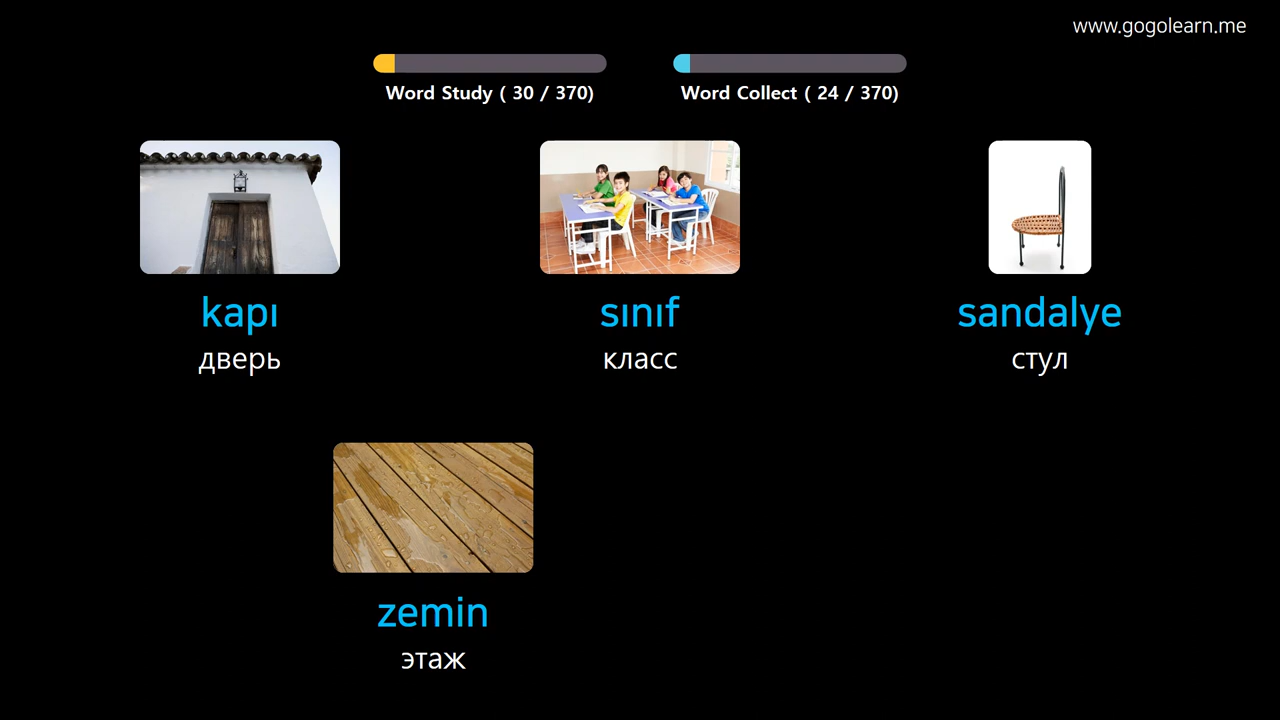 www.gogolearn.me
Word Study ( 30 / 370)
Word Collect ( 24 / 370)
kapı
sınıf
sandalye
дверь
класс
стул
zemin
этаж